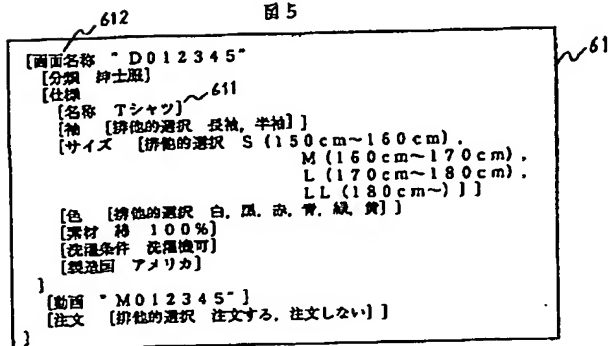 図5
612
[画面名称 "D012345"
61
[分類 紳士服]
[仕様
[名称 Tシャツ]
611
[袖 [排他的選択 長袖, 半袖]]
[サイズ [排他的選択 S(150cm~160cm),
M(160cm~170cm),
L(170cm~180cm),
LL(180cm~)]]
[色 [排他的選択 白, 黒, 赤, 青, 緑, 黄]]
[素材 綿 100%]
[洗濯条件 洗濯機可]
[製造国 アメリカ]
]
[動画 "M012345"]
[注文 [排他的選択 注文する, 注文しない]]
]